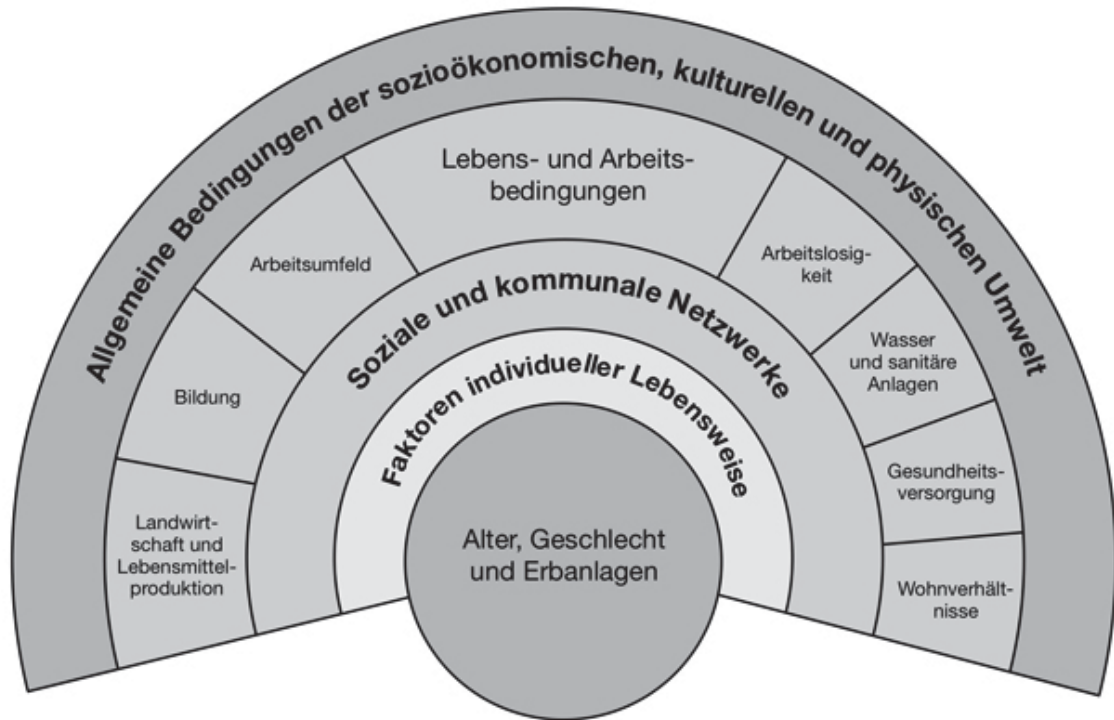 Allgemeine Bedingungen der sozioökonomischen, kulturellen und physischen Umwelt
Lebens- und Arbeits-
bedingungen
Arbeitsumfeld
Bildung
Landwirt-
schaft und
Lebensmittel-
produktion
Arbeitslosig-
keit
Wasser
und sanitäre
Anlagen
Gesundheits-
versorgung
Wohnverhält-
nisse
Soziale und kommunale Netzwerke
Faktoren individueller Lebensweise
Alter, Geschlecht
und Erbanlagen